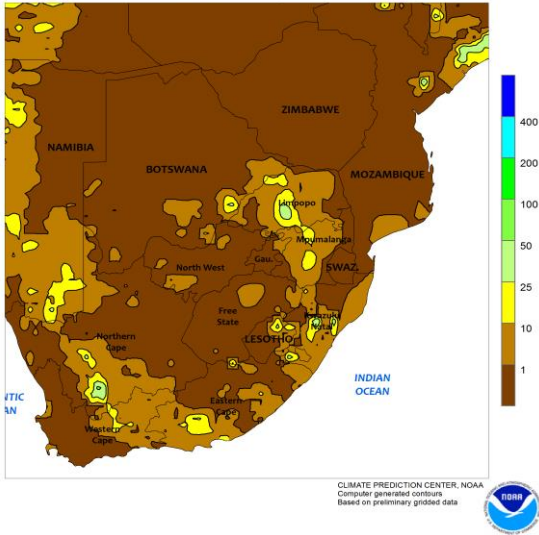 ZIMBABWE
NAMIBIA
BOTSWANA
MOZAMBIQUE
Limpopo
Mpumalanga
Gau.
SWAZ.
North West
Free
State
Kwazulu
Natal
LESOTHO
Northern
Cape
Eastern
Cape
Western
Cape
INDIAN
OCEAN
NTIC
AN
400
200
100
50
25
10
1
CLIMATE PREDICTION CENTER, NOAA
Computer generated contours
Based on preliminary gridded data
NOAA